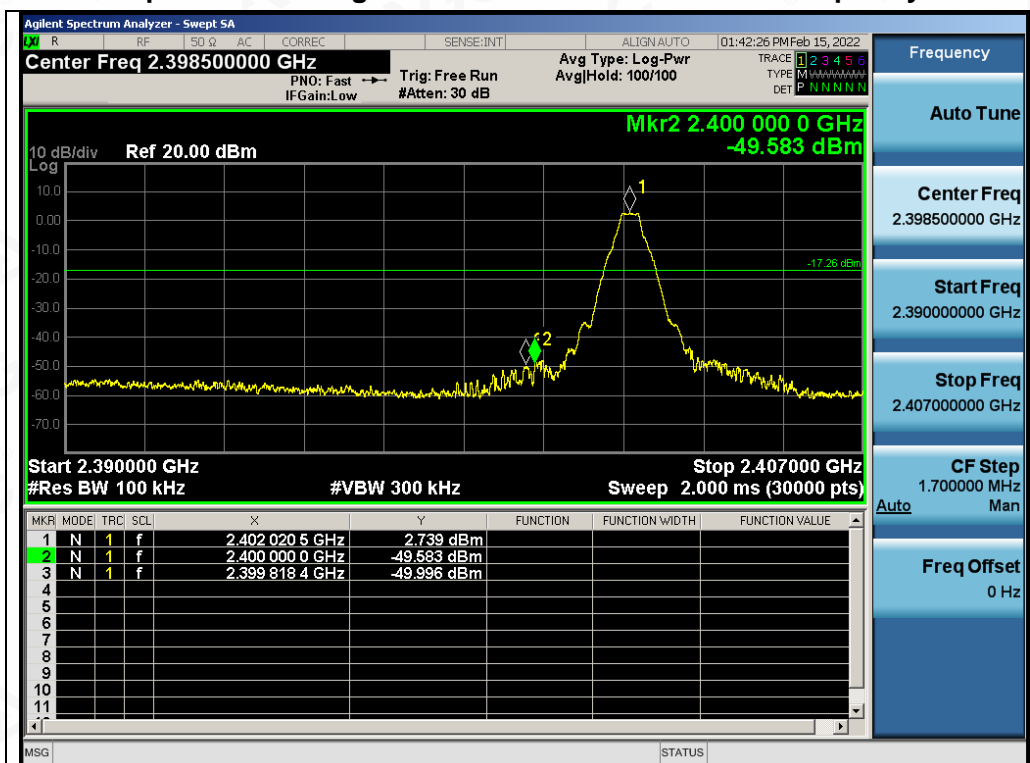 Agilent Spectrum Analyzer - Swept SA
LXI R RF 50 Ω AC CORREC SENSE:INT ALIGN AUTO 01:42:26 PM Feb 15, 2022
Center Freq 2.398500000 GHz
PNO: Fast
IFGain:Low
Trig: Free Run
#Atten: 30 dB
Avg Type: Log-Pwr
Avg|Hold: 100/100
TRACE 1 2 3 4 5 6
TYPE M WWWWW
DET P N N N N N
Mkr2 2.400 000 0 GHz
-49.583 dBm
10 dB/div Ref 20.00 dBm
Log
10.0
0.00
-10.0
-20.0
-30.0
-40.0
-50.0
-60.0
-70.0
1
2
-17.26 dBm
Start 2.390000 GHz Stop 2.407000 GHz
#Res BW 100 kHz #VBW 300 kHz Sweep 2.000 ms (30000 pts)
MKR MODE TRC SCL X Y FUNCTION FUNCTION WIDTH FUNCTION VALUE
1 N 1 f 2.402 020 5 GHz 2.739 dBm
2 N 1 f 2.400 000 0 GHz -49.583 dBm
3 N 1 f 2.399 818 4 GHz -49.996 dBm
4
5
6
7
8
9
10
11
MSG STATUS
Frequency
Auto Tune
Center Freq
2.398500000 GHz
Start Freq
2.390000000 GHz
Stop Freq
2.407000000 GHz
CF Step
1.700000 MHz
Auto Man
Freq Offset
0 Hz